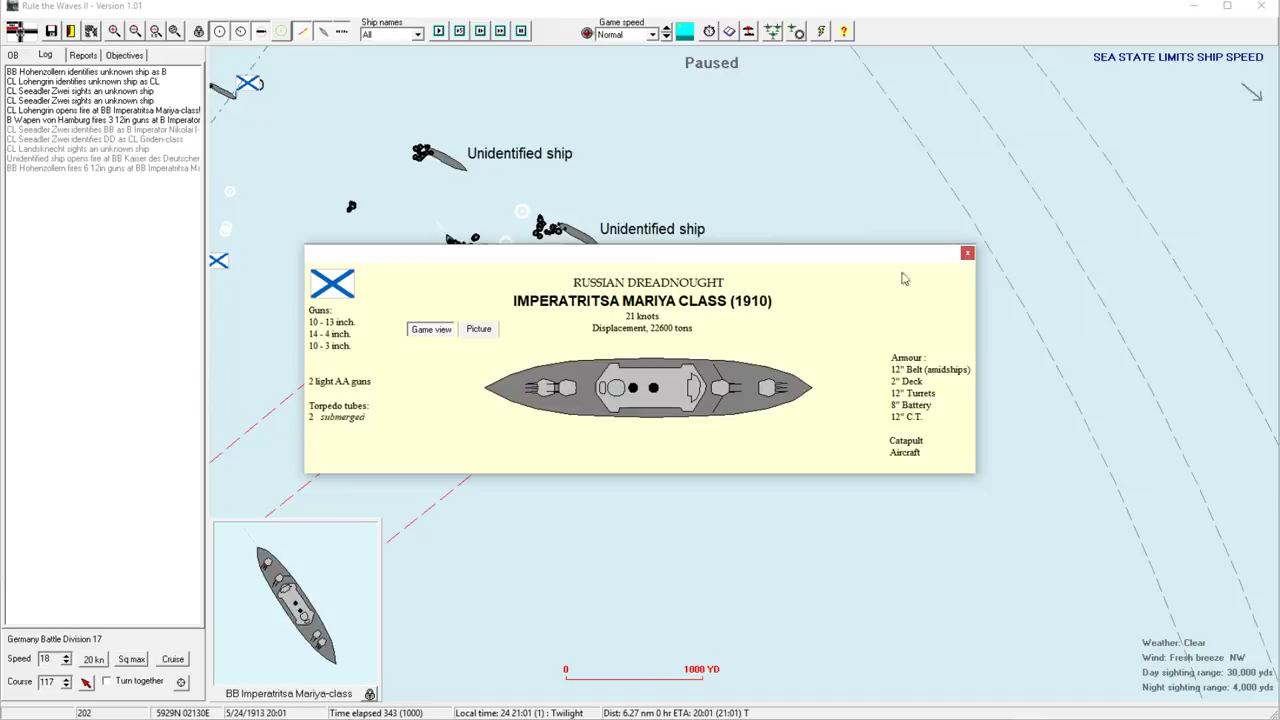 Rule the Waves II - Version 1.01
Ship names
All
Game speed
Normal
OB Log Reports Objectives
BB Hohenzollern identifies unknown ship as B
CL Lohengrin identifies unknown ship as CL
CL Seeadler Zwei sights an unknown ship
CL Seeadler Zwei sights an unknown ship
CL Lohengrin opens fire at BB Imperatritsa Mariya-class!
B Wapen von Hamburg fires 3 12in guns at B Imperator
CL Seeadler Zwei identifies BB as B Imperator Nikolai I-
CL Seeadler Zwei identifies DD as CL Griden-class
CL Landsknecht sights an unknown ship
Unidentified ship opens fire at BB Kaiser des Deutscher
BB Hohenzollern fires 6 12in guns at BB Imperatritsa Ma
Paused
SEA STATE LIMITS SHIP SPEED
Unidentified ship
Unidentified ship
x
RUSSIAN DREADNOUGHT
IMPERATRITSA MARIYA CLASS (1910)
21 knots
Displacement, 22600 tons
Guns:
10 - 13 inch.
14 - 4 inch.
10 - 3 inch.
2 light AA guns
Torpedo tubes:
2 submerged
Game view Picture
Armour :
12" Belt (amidships)
2" Deck
12" Turrets
8" Battery
12" C.T.
Catapult
Aircraft
BB Imperatritsa Mariya-class
0 1000 YD
Weather: Clear
Wind: Fresh breeze NW
Day sighting range: 30,000 yds
Night sighting range: 4,000 yds
Germany Battle Division 17
Speed 18 20 kn Sq max Cruise
Course 117 Turn together
202 5929N 02130E 5/24/1913 20:01 Time elapsed 343 (1000) Local time: 24 21:01 (1) : Twilight Dist: 6.27 nm 0 hr ETA: 20:01 (21:01) T